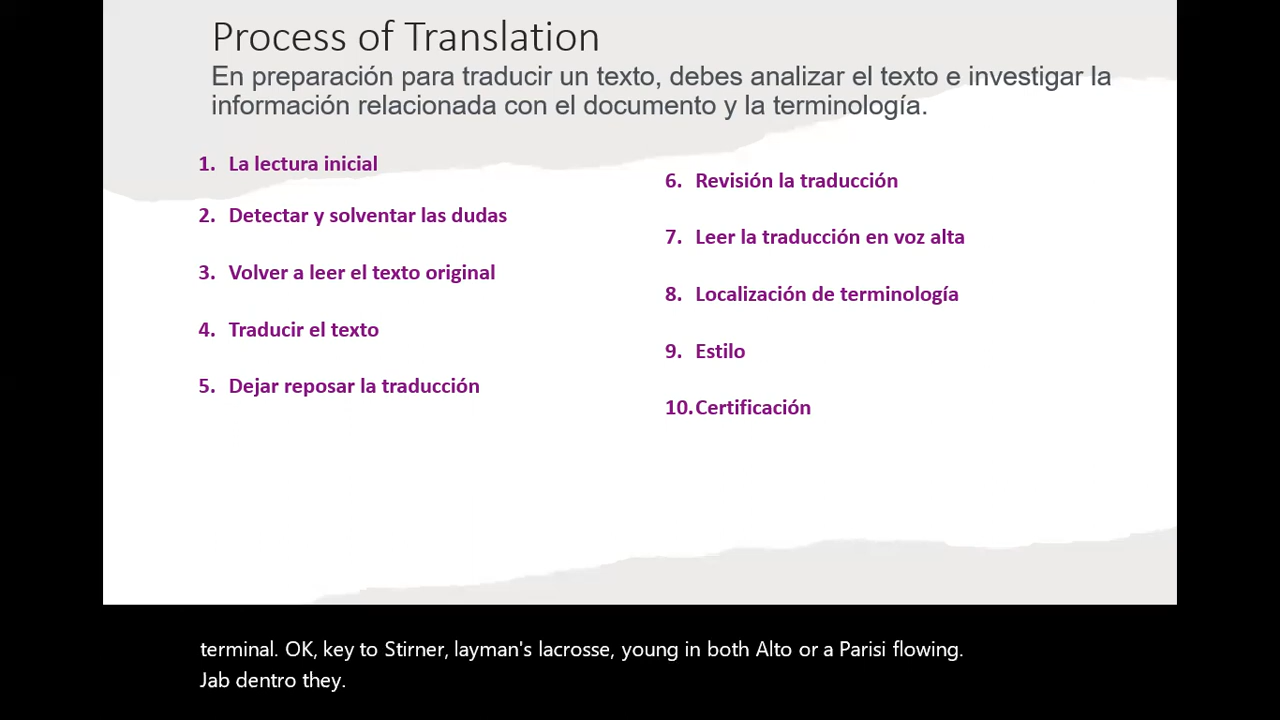 Process of Translation
En preparación para traducir un texto, debes analizar el texto e investigar la
información relacionada con el documento y la terminología.
1. La lectura inicial
2. Detectar y solventar las dudas
3. Volver a leer el texto original
4. Traducir el texto
5. Dejar reposar la traducción
6. Revisión la traducción
7. Leer la traducción en voz alta
8. Localización de terminología
9. Estilo
10. Certificación
terminal. OK, key to Stirner, layman's lacrosse, young in both Alto or a Parisi flowing.
Jab dentro they.